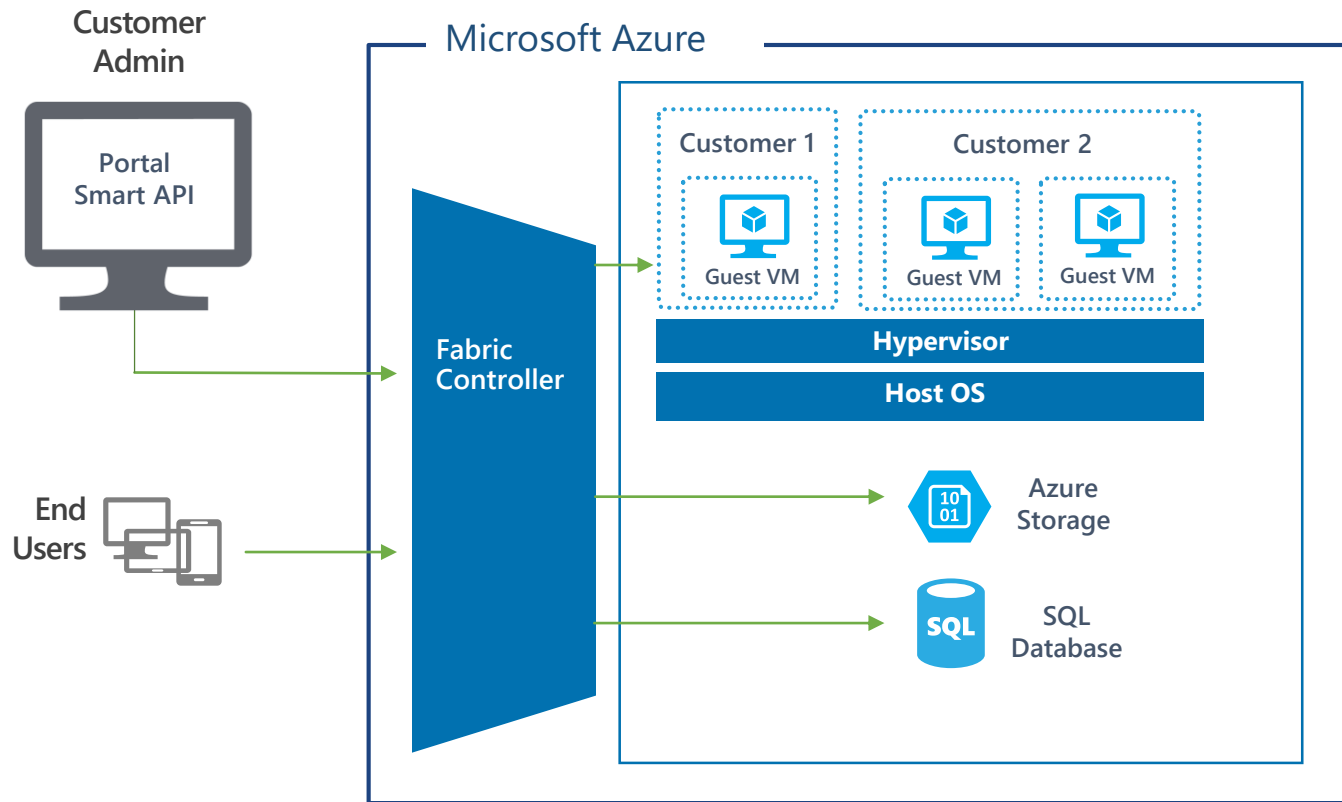 Customer
Admin
Microsoft Azure
Portal
Smart API
Customer 1
Customer 2
Guest VM
Guest VM
Guest VM
Hypervisor
Host OS
Fabric
Controller
End
Users
10
01
Azure
Storage
SQL
SQL
Database